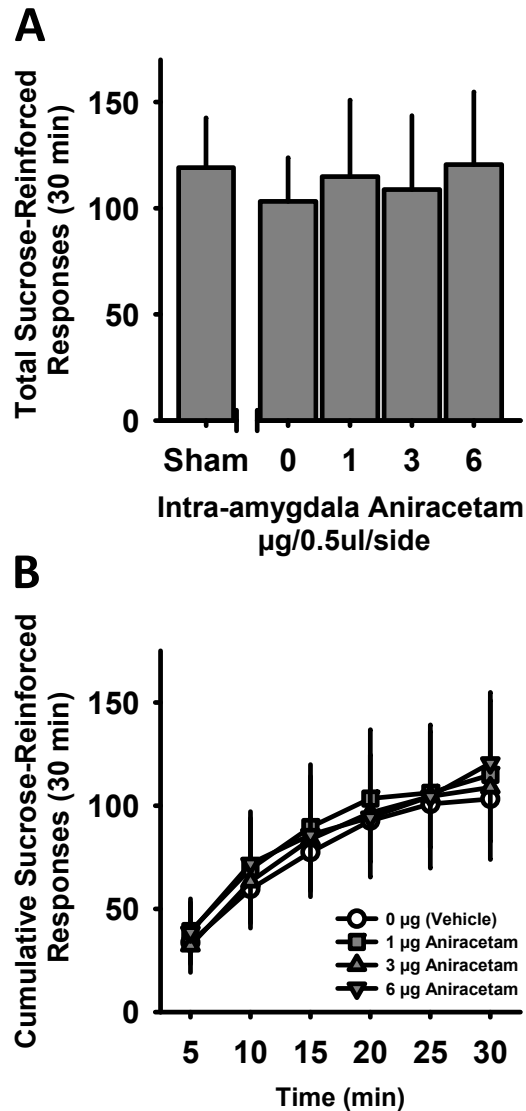 A
Total Sucrose-Reinforced
Responses (30 min)
150
100
50
0
Sham 0 1 3 6
Intra-amygdala Aniracetam
µg/0.5ul/side
B
Cumulative Sucrose-Reinforced
Responses (30 min)
150
100
50
0
0 µg (Vehicle)
1 µg Aniracetam
3 µg Aniracetam
6 µg Aniracetam
5 10 15 20 25 30
Time (min)